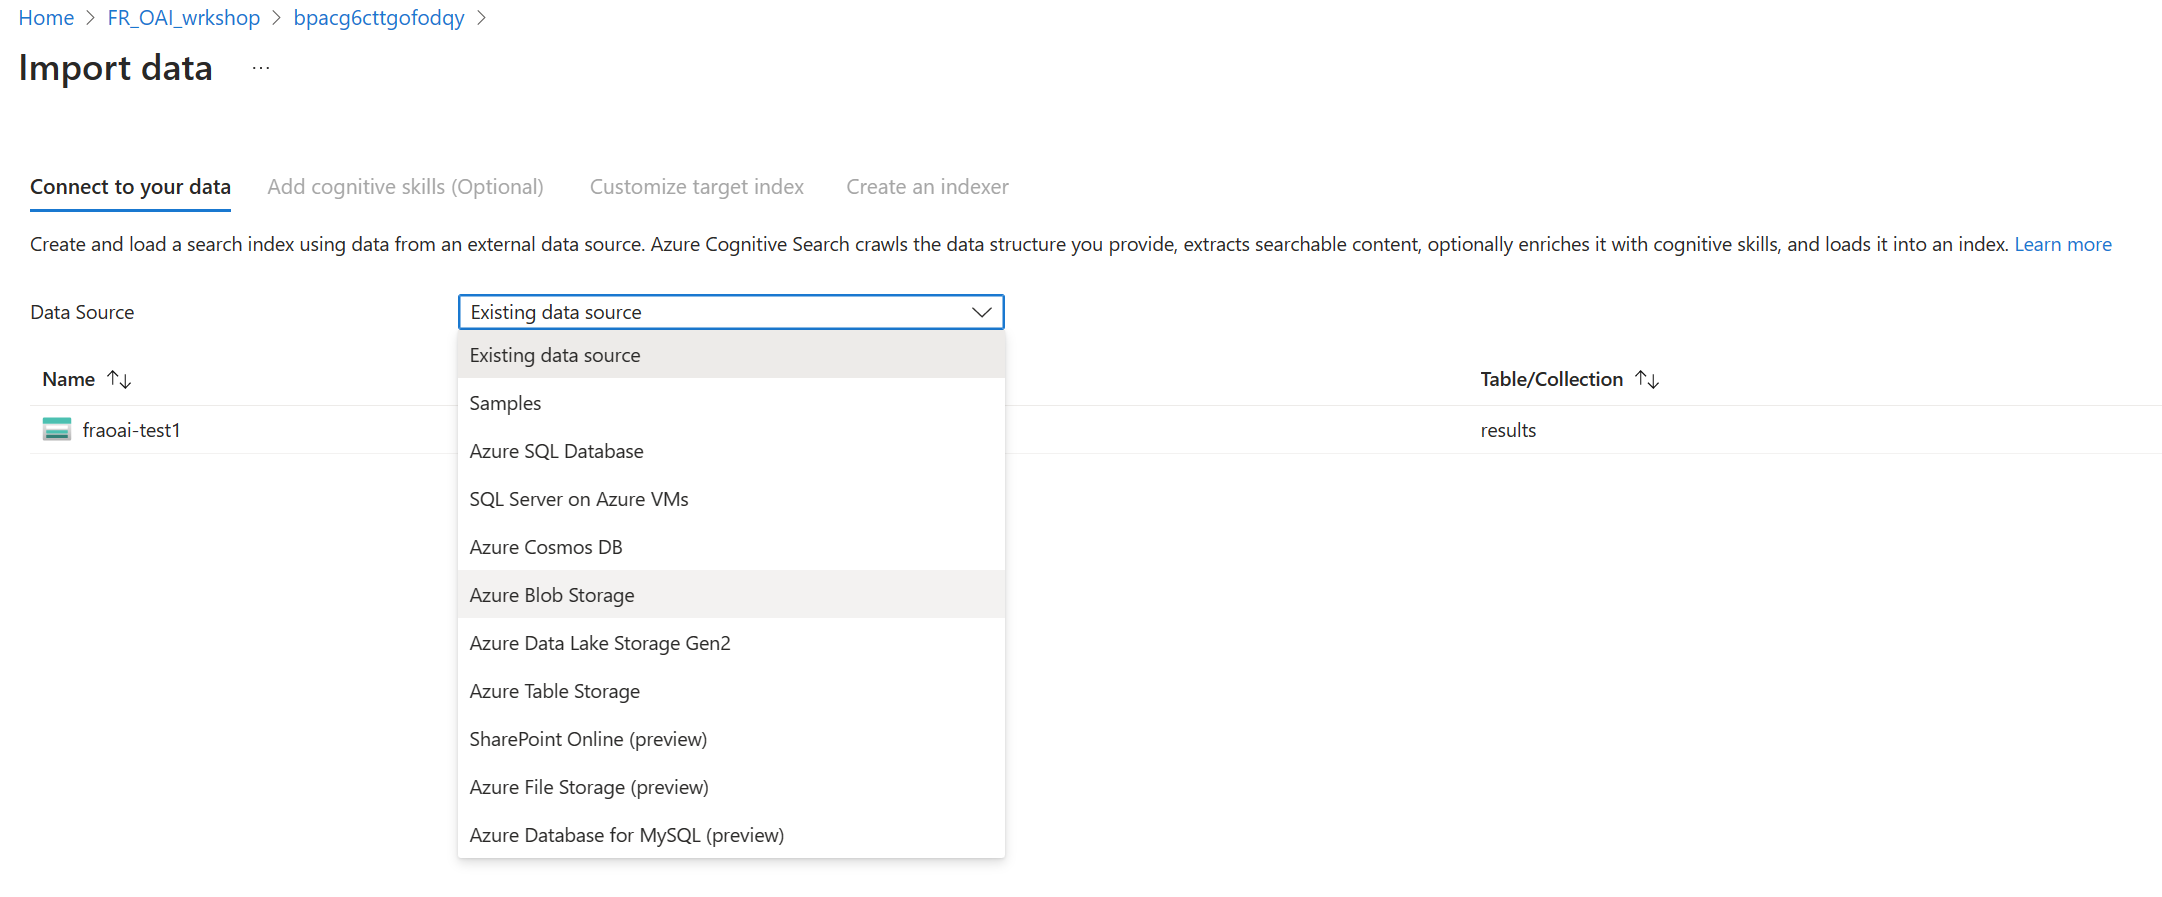 Home > FR_OAI_wrkshop > bpacg6cttgofodqy >
Import data ...
Connect to your data Add cognitive skills (Optional) Customize target index Create an indexer
Create and load a search index using data from an external data source. Azure Cognitive Search crawls the data structure you provide, extracts searchable content, optionally enriches it with cognitive skills, and loads it into an index. Learn more
Data Source Existing data source
Existing data source
Name ↑↓ Table/Collection ↑↓
Samples
fraoai-test1 results
Azure SQL Database
SQL Server on Azure VMs
Azure Cosmos DB
Azure Blob Storage
Azure Data Lake Storage Gen2
Azure Table Storage
SharePoint Online (preview)
Azure File Storage (preview)
Azure Database for MySQL (preview)